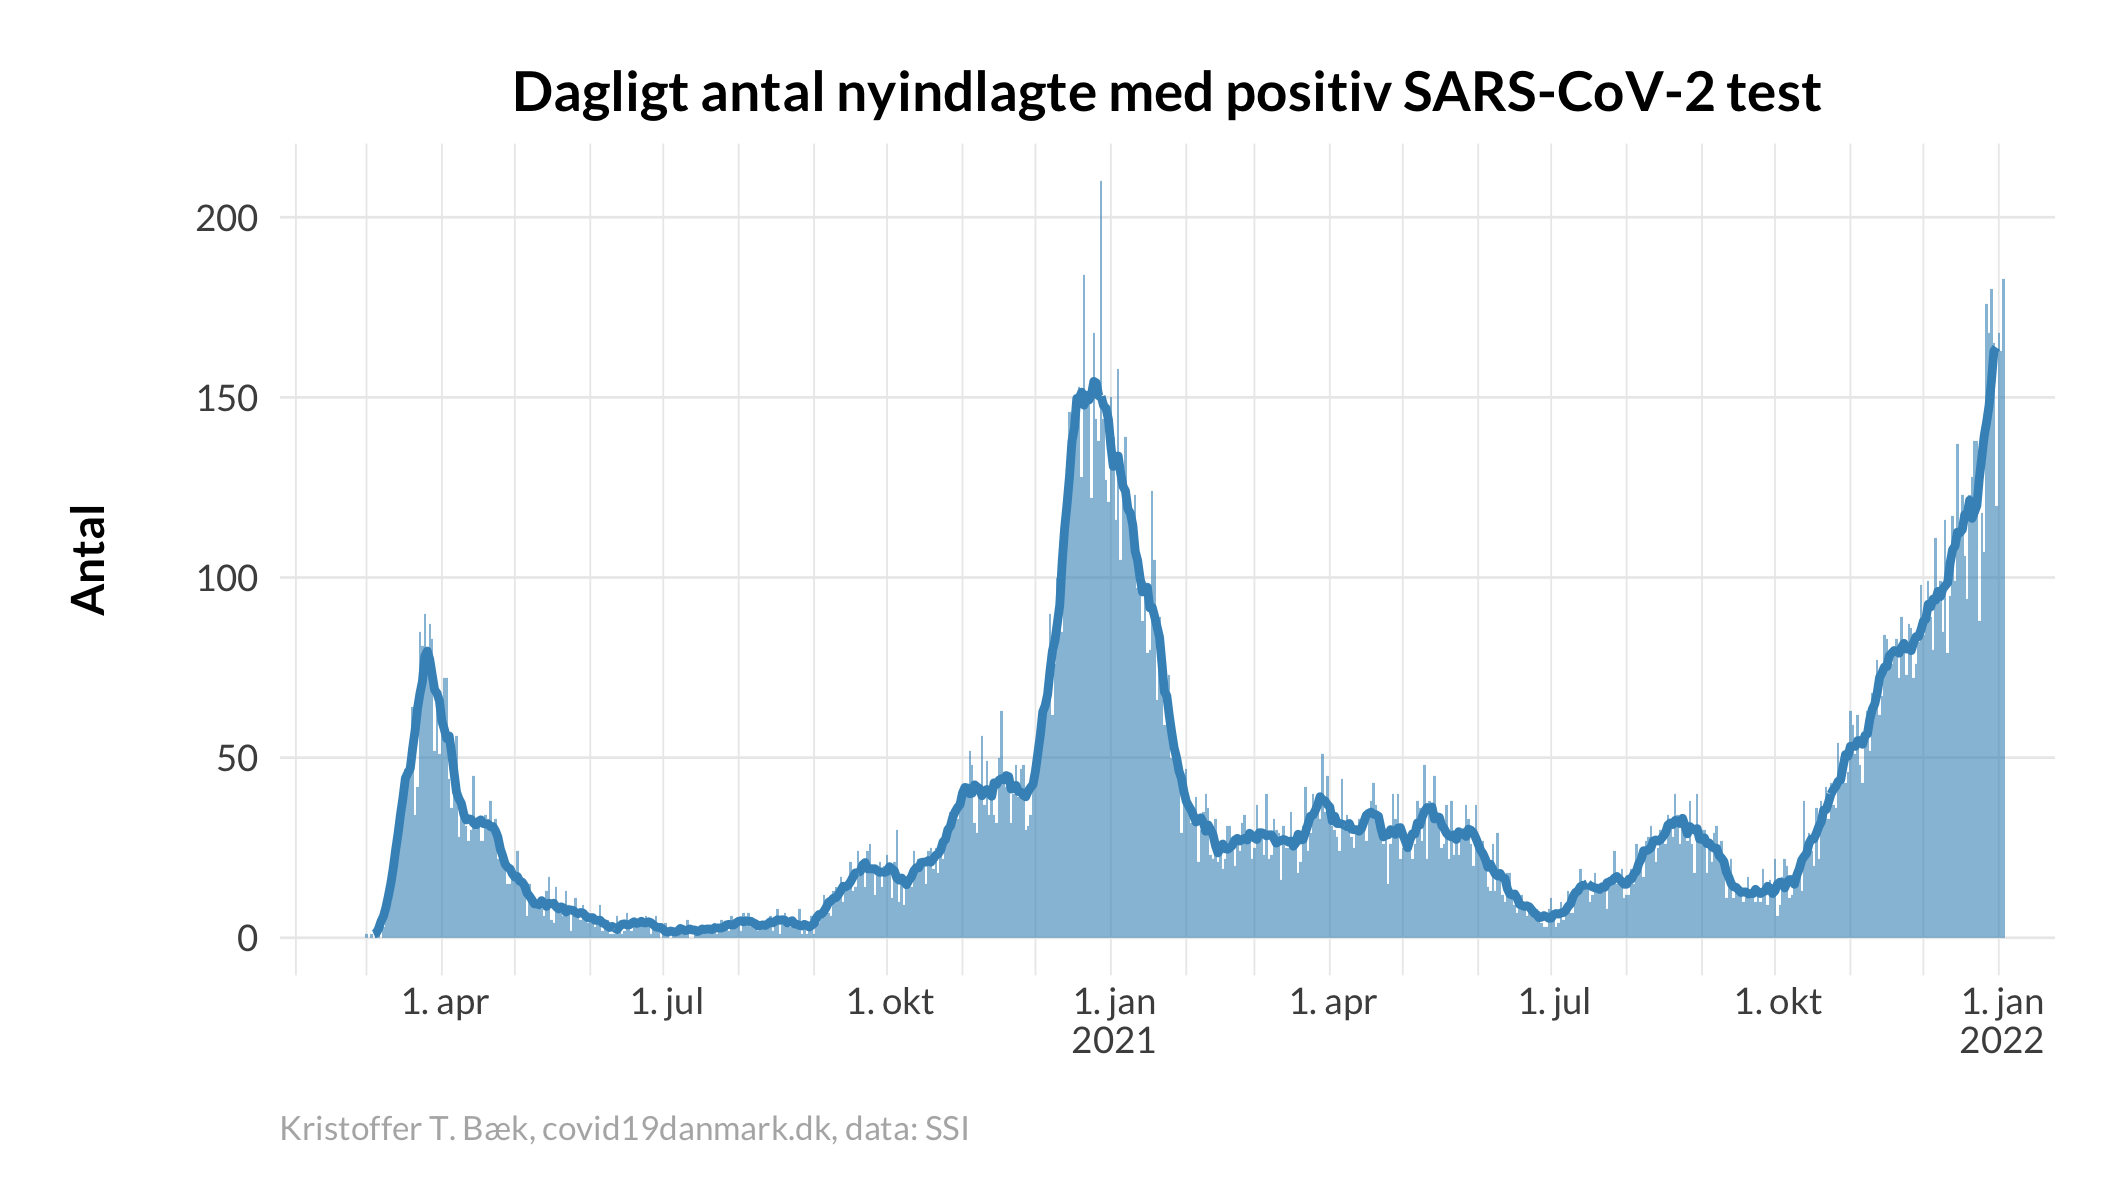 Dagligt antal nyindlagte med positiv SARS-CoV-2 test
Antal
200
150
100
50
0
1. apr
1. jul
1. okt
1. jan
2021
1. apr
1. jul
1. okt
1. jan
2022
Kristoffer T. Bæk, covid19danmark.dk, data: SSI